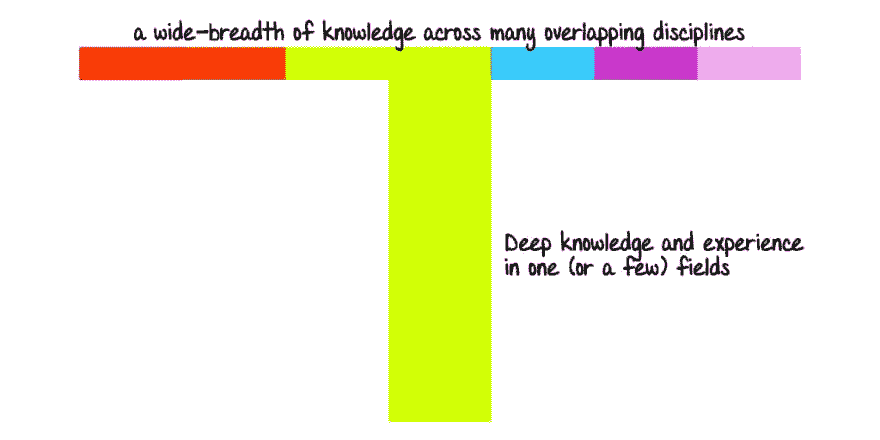 a wide-breadth of knowledge across many overlapping disciplines
Deep knowledge and experience
in one (or a few) fields